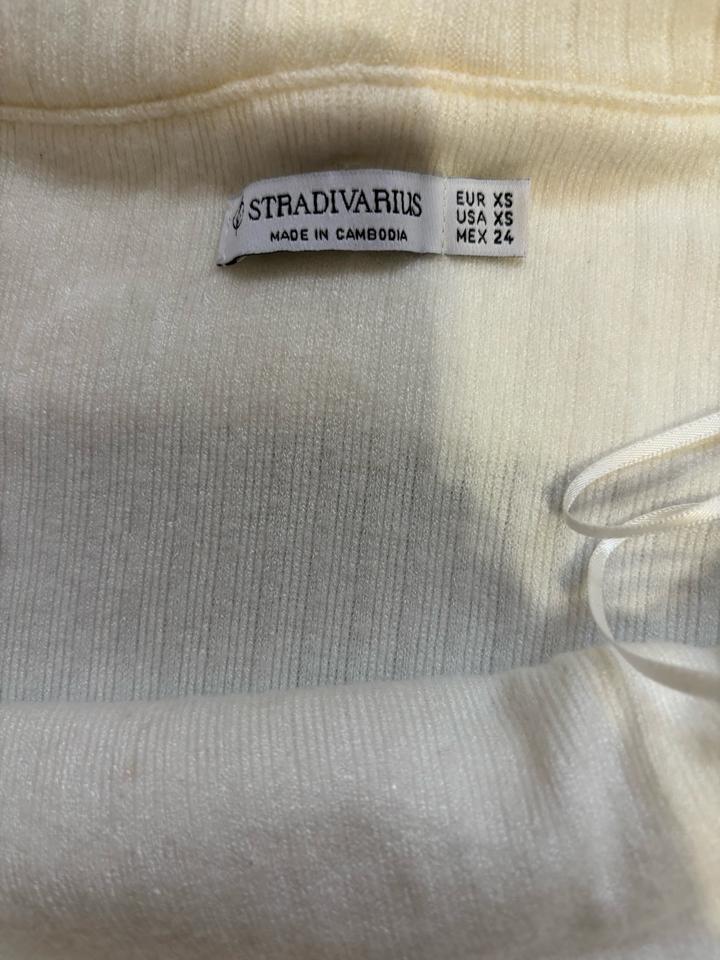 STRADIVARIUS
MADE IN CAMBODIA
EUR XS
USA XS
MEX 24